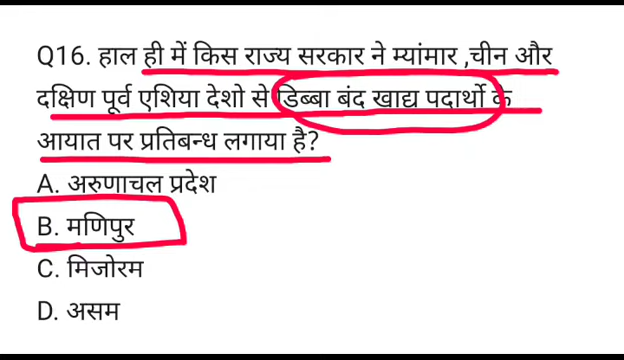 Q16. हाल ही में किस राज्य सरकार ने म्यांमार ,चीन और
दक्षिण पूर्व एशिया देशो से डिब्बा बंद खाद्य पदार्थो के
आयात पर प्रतिबन्ध लगाया है?
A. अरुणाचल प्रदेश
B. मणिपुर
C. मिजोरम
D. असम